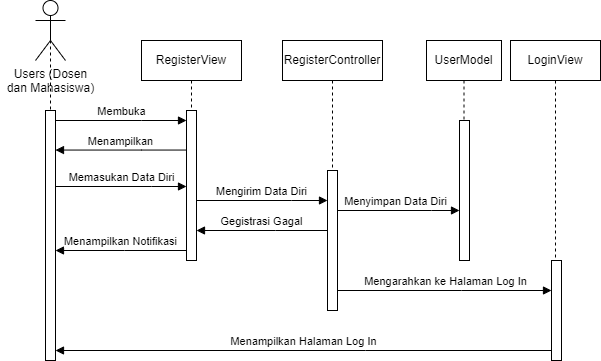 RegisterView
RegisterController
UserModel
LoginView
Users (Dosen
dan Mahasiswa)
Membuka
Menampilkan
Memasukan Data Diri
Mengirim Data Diri
Menyimpan Data Diri
Gegistrasi Gagal
Menampilkan Notifikasi
Mengarahkan ke Halaman Log In
Menampilkan Halaman Log In